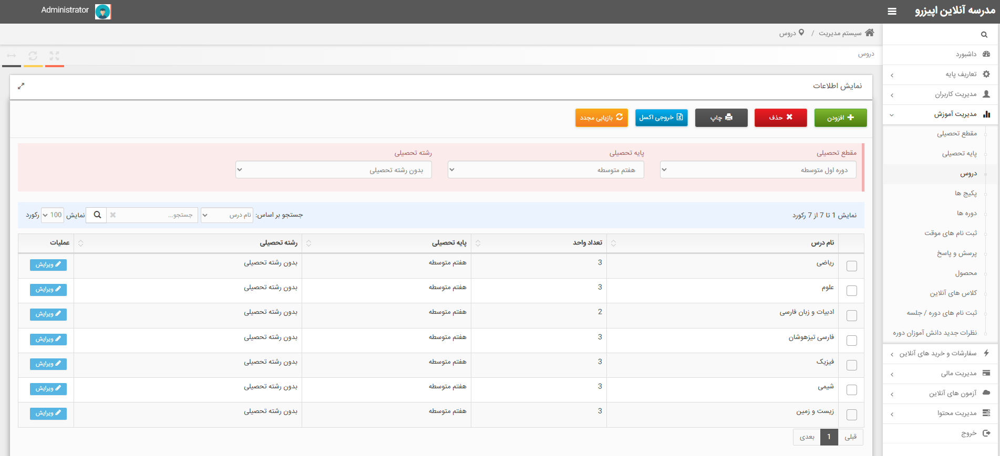 مدرسه آنلاین اپیزرو
Administrator
سیستم مدیریت / دروس
دروس
داشبورد
تعاریف پایه
مدیریت کاربران
مدیریت آموزش
مقطع تحصیلی
پایه تحصیلی
دروس
پکیج ها
دوره ها
ثبت نام های موقت
پرسش و پاسخ
محصول
کلاس های آنلاین
ثبت نام های دوره / جلسه
نظرات جدید دانش آموزان دوره
سفارشات و خرید های آنلاین
مدیریت مالی
آزمون های آنلاین
مدیریت محتوا
خروج
نمایش اطلاعات
افزودن حذف چاپ خروجی اکسل بازیابی مجدد
مقطع تحصیلی پایه تحصیلی رشته تحصیلی
دوره اول متوسطه هفتم متوسطه بدون رشته تحصیلی
نمایش 1 تا 7 از 7 رکورد جستجو بر اساس: نام درس جستجو... نمایش 100 رکورد
نام درس تعداد واحد پایه تحصیلی رشته تحصیلی عملیات
ریاضی 3 هفتم متوسطه بدون رشته تحصیلی ویرایش
علوم 3 هفتم متوسطه بدون رشته تحصیلی ویرایش
ادبیات و زبان فارسی 2 هفتم متوسطه بدون رشته تحصیلی ویرایش
فارسی تیزهوشان 3 هفتم متوسطه بدون رشته تحصیلی ویرایش
فیزیک 3 هفتم متوسطه بدون رشته تحصیلی ویرایش
شیمی 3 هفتم متوسطه بدون رشته تحصیلی ویرایش
زیست و زمین 3 هفتم متوسطه بدون رشته تحصیلی ویرایش
قبلی 1 بعدی